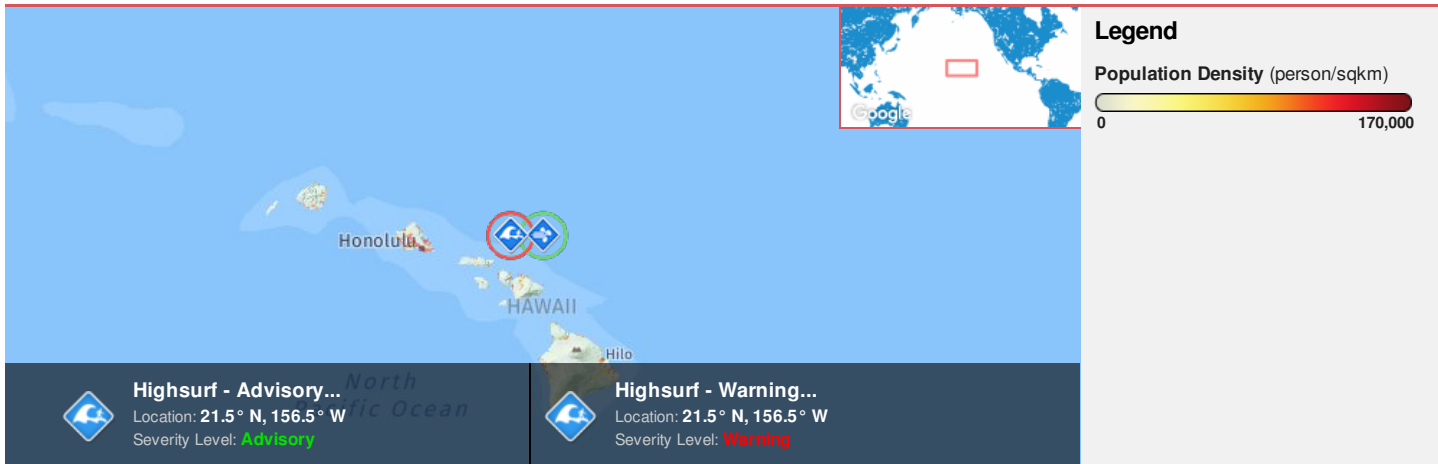 Google
Legend
Population Density (person/sqkm)
0 170,000
Honolulu
HAWAII
Hilo
North
Pacific Ocean
Highsurf - Advisory...
Location: 21.5° N, 156.5° W
Severity Level: Advisory
Highsurf - Warning...
Location: 21.5° N, 156.5° W
Severity Level: Warning